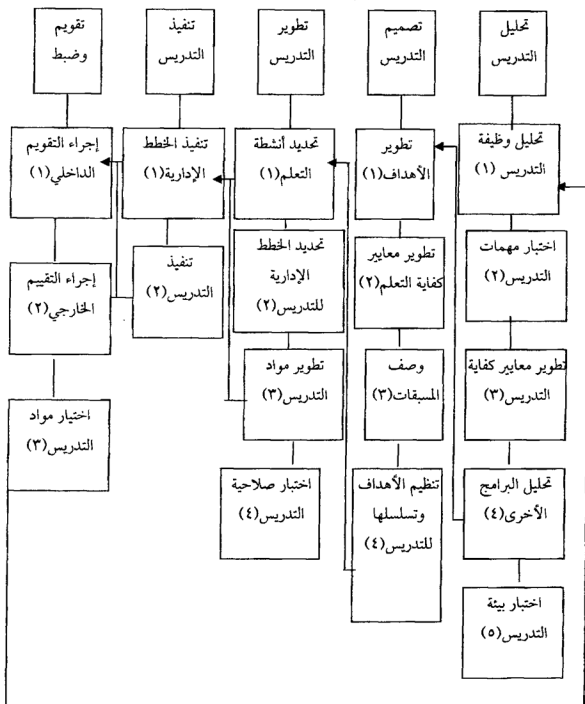 تحليل
التدريس
تحليل وظيفة
التدريس (١)
اختبار مهمات
التدريس(٢)
تطوير معايير كفاية
التدريس(٣)
تحليل البرامج
الأخرى(٤)
اختبار بيئة
التدريس(٥)
تصميم
التدريس
تطوير
الأهداف(١)
تطوير معايير
كفاية التعلم(٢)
وصف
المسبقات(٣)
تنظيم الأهداف
وتسلسلها
للتدريس(٤)
تطوير
التدريس
تحديد أنشطة
التعلم(١)
تحديد الخطط
الإدارية
للتدريس(٢)
تطوير مواد
التدريس(٣)
اختبار صلاحية
التدريس(٤)
تنفيذ
التدريس
تنفيذ الخطط
الإدارية(١)
تنفيذ
التدريس(٢)
تقويم
وضبط
إجراء التقويم
الداخلي(١)
إجراء التقييم
الخارجي(٢)
اختيار مواد
التدريس(٣)